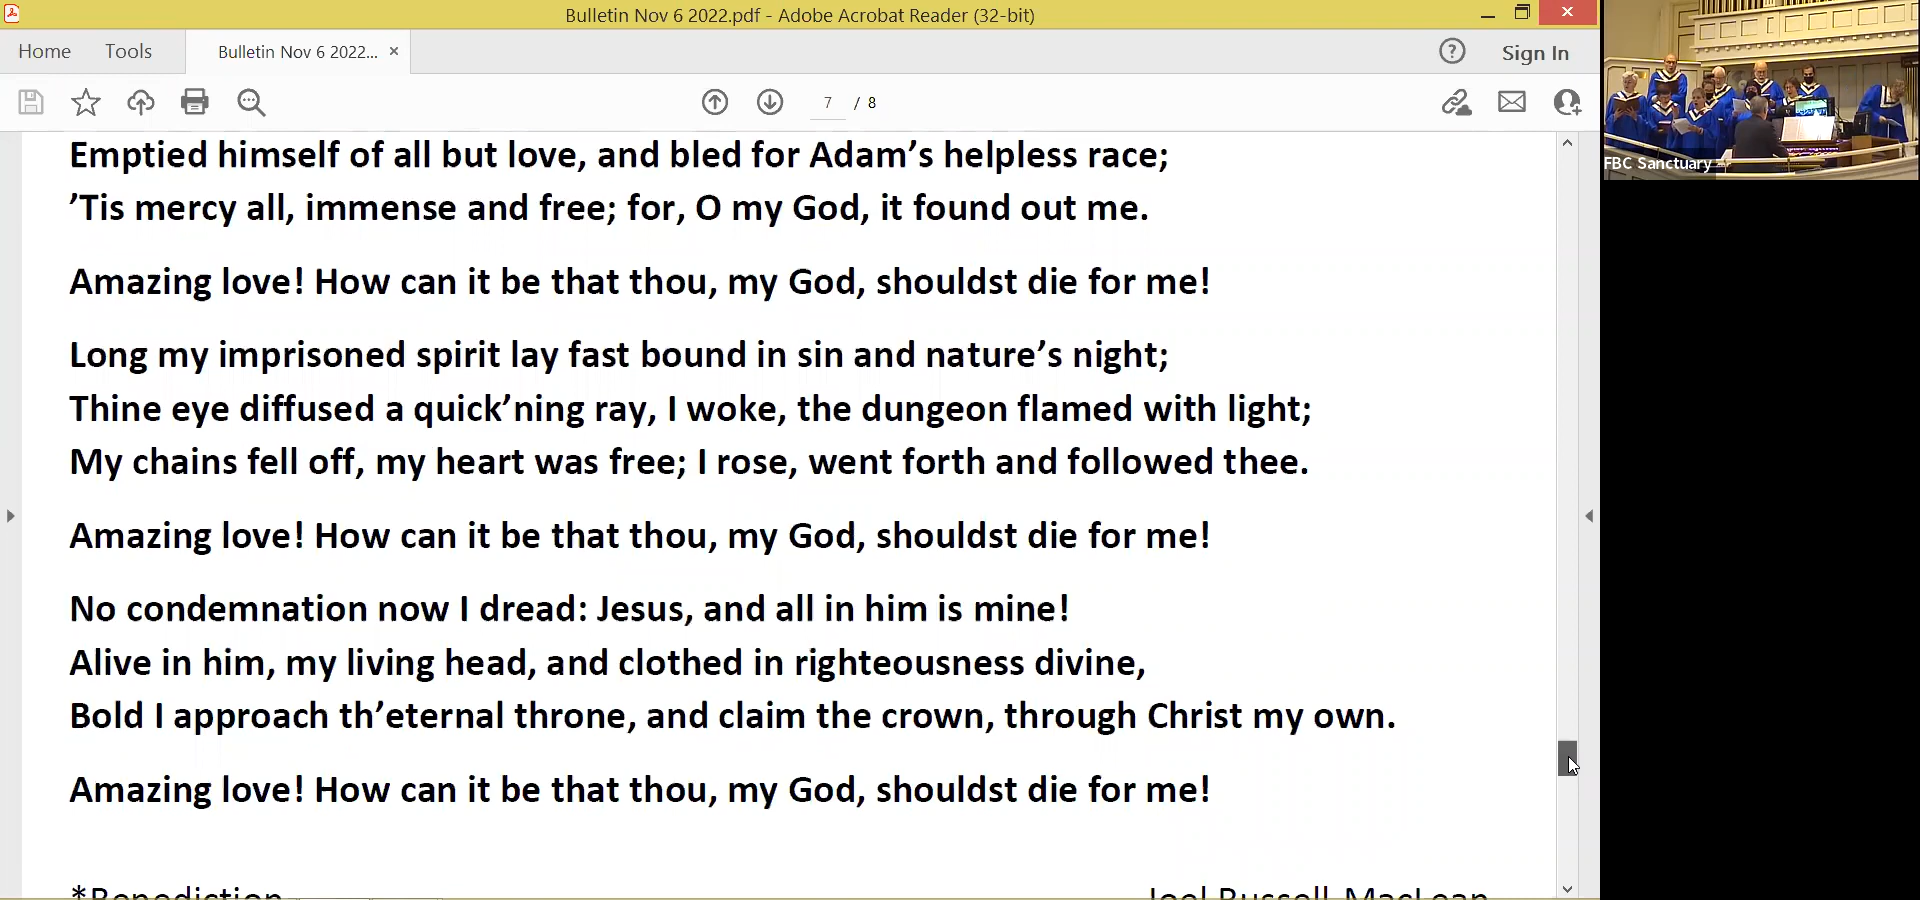 Bulletin Nov 6 2022.pdf - Adobe Acrobat Reader (32-bit)
Home Tools Bulletin Nov 6 2022... × Sign In
7 / 8
FBC Sanctuary
Emptied himself of all but love, and bled for Adam’s helpless race;
’Tis mercy all, immense and free; for, O my God, it found out me.
Amazing love! How can it be that thou, my God, shouldst die for me!
Long my imprisoned spirit lay fast bound in sin and nature’s night;
Thine eye diffused a quick’ning ray, I woke, the dungeon flamed with light;
My chains fell off, my heart was free; I rose, went forth and followed thee.
Amazing love! How can it be that thou, my God, shouldst die for me!
No condemnation now I dread: Jesus, and all in him is mine!
Alive in him, my living head, and clothed in righteousness divine,
Bold I approach th’eternal throne, and claim the crown, through Christ my own.
Amazing love! How can it be that thou, my God, shouldst die for me!
*Benediction Joel Russell-MacLean